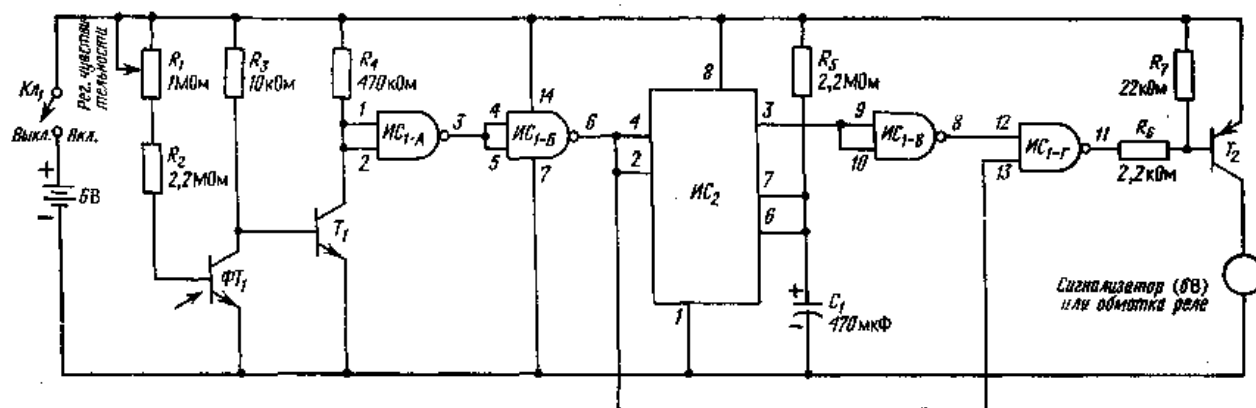 Кл₁
Выкл.
Вкл.
+
6В
−
Рег. чувстви-
тельности
R₁
1МОм
R₂
2,2МОм
ФТ₁
R₃
10кОм
T₁
R₄
470кОм
1
2
ИС₁₋А
3
4
5
14
ИС₁₋Б
7
6
4
2
8
ИС₂
1
3
7
6
R₅
2,2МОм
+
C₁
−
470мкФ
9
10
ИС₁₋В
8
12
13
ИС₁₋Г
11
R₆
2,2кОм
R₇
22кОм
T₂
Сигнализатор (6В)
или обмотка реле